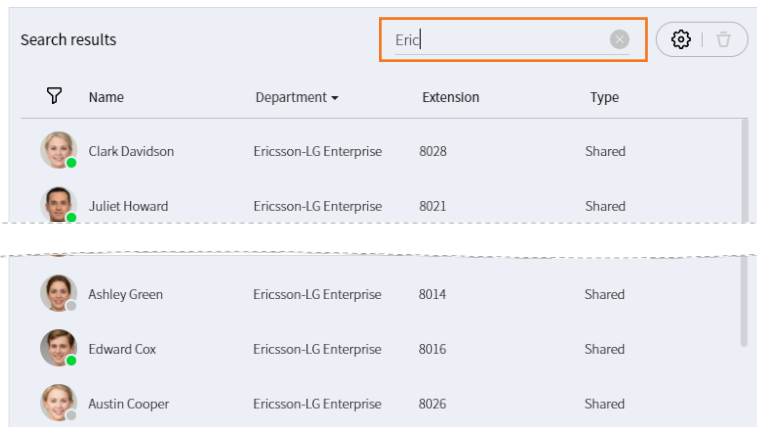 Search results Eric
Name Department Extension Type
Clark Davidson Ericsson-LG Enterprise 8028 Shared
Juliet Howard Ericsson-LG Enterprise 8021 Shared
Ashley Green Ericsson-LG Enterprise 8014 Shared
Edward Cox Ericsson-LG Enterprise 8016 Shared
Austin Cooper Ericsson-LG Enterprise 8026 Shared